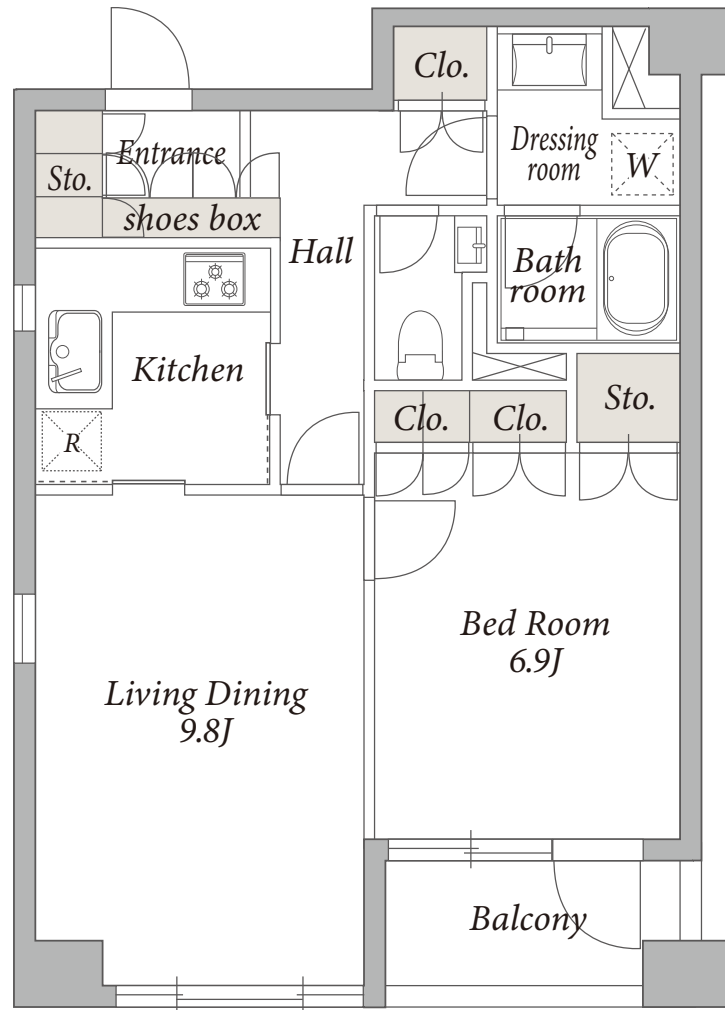 Clo.
Entrance
Dressing
room
W
Sto.
shoes box
Hall
Bath
room
Kitchen
Sto.
Clo.
Clo.
R
Bed Room
6.9J
Living Dining
9.8J
Balcony